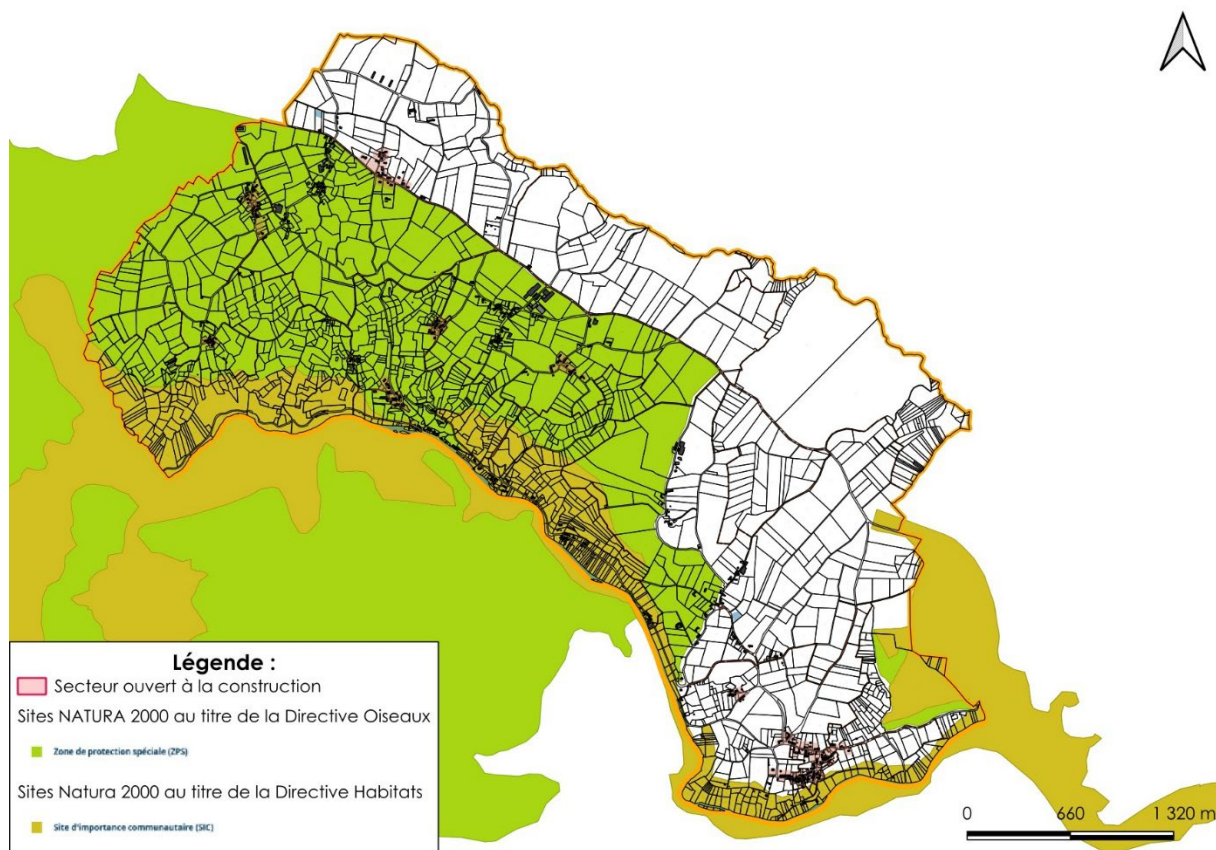 Légende :
Secteur ouvert à la construction
Sites NATURA 2000 au titre de la Directive Oiseaux
Zone de protection spéciale (ZPS)
Sites Natura 2000 au titre de la Directive Habitats
Site d'importance communautaire (SIC)
0 660 1 320 m